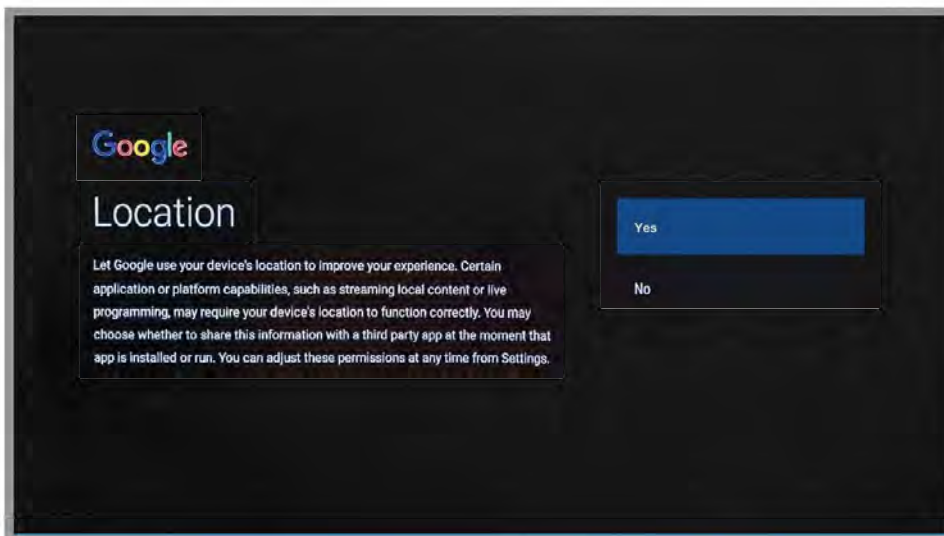 Google
Location
Let Google use your device's location to improve your experience. Certain
application or platform capabilities, such as streaming local content or live
programming, may require your device's location to function correctly. You may
choose whether to share this information with a third party app at the moment that
app is installed or run. You can adjust these permissions at any time from Settings.
Yes
No